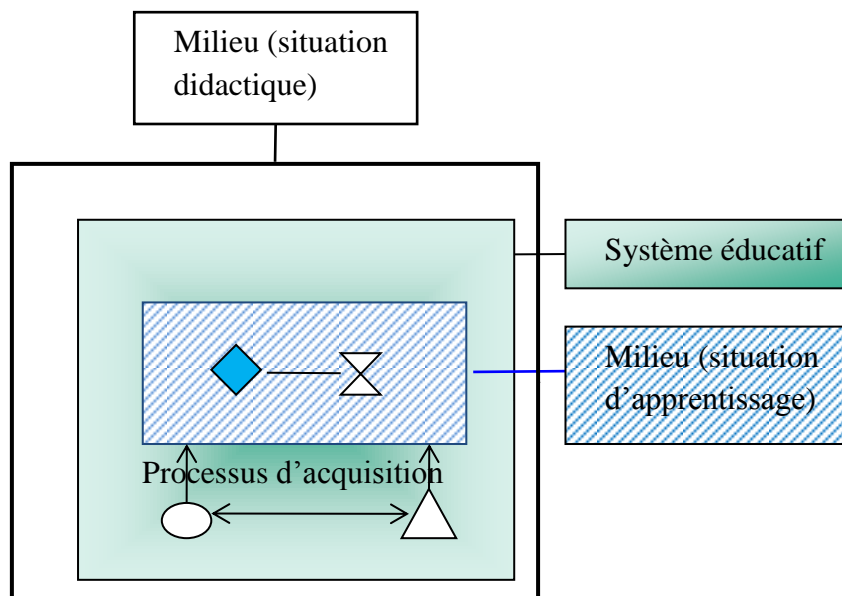 Milieu (situation
didactique)
Système éducatif
Milieu (situation
d’apprentissage)
Processus d’acquisition